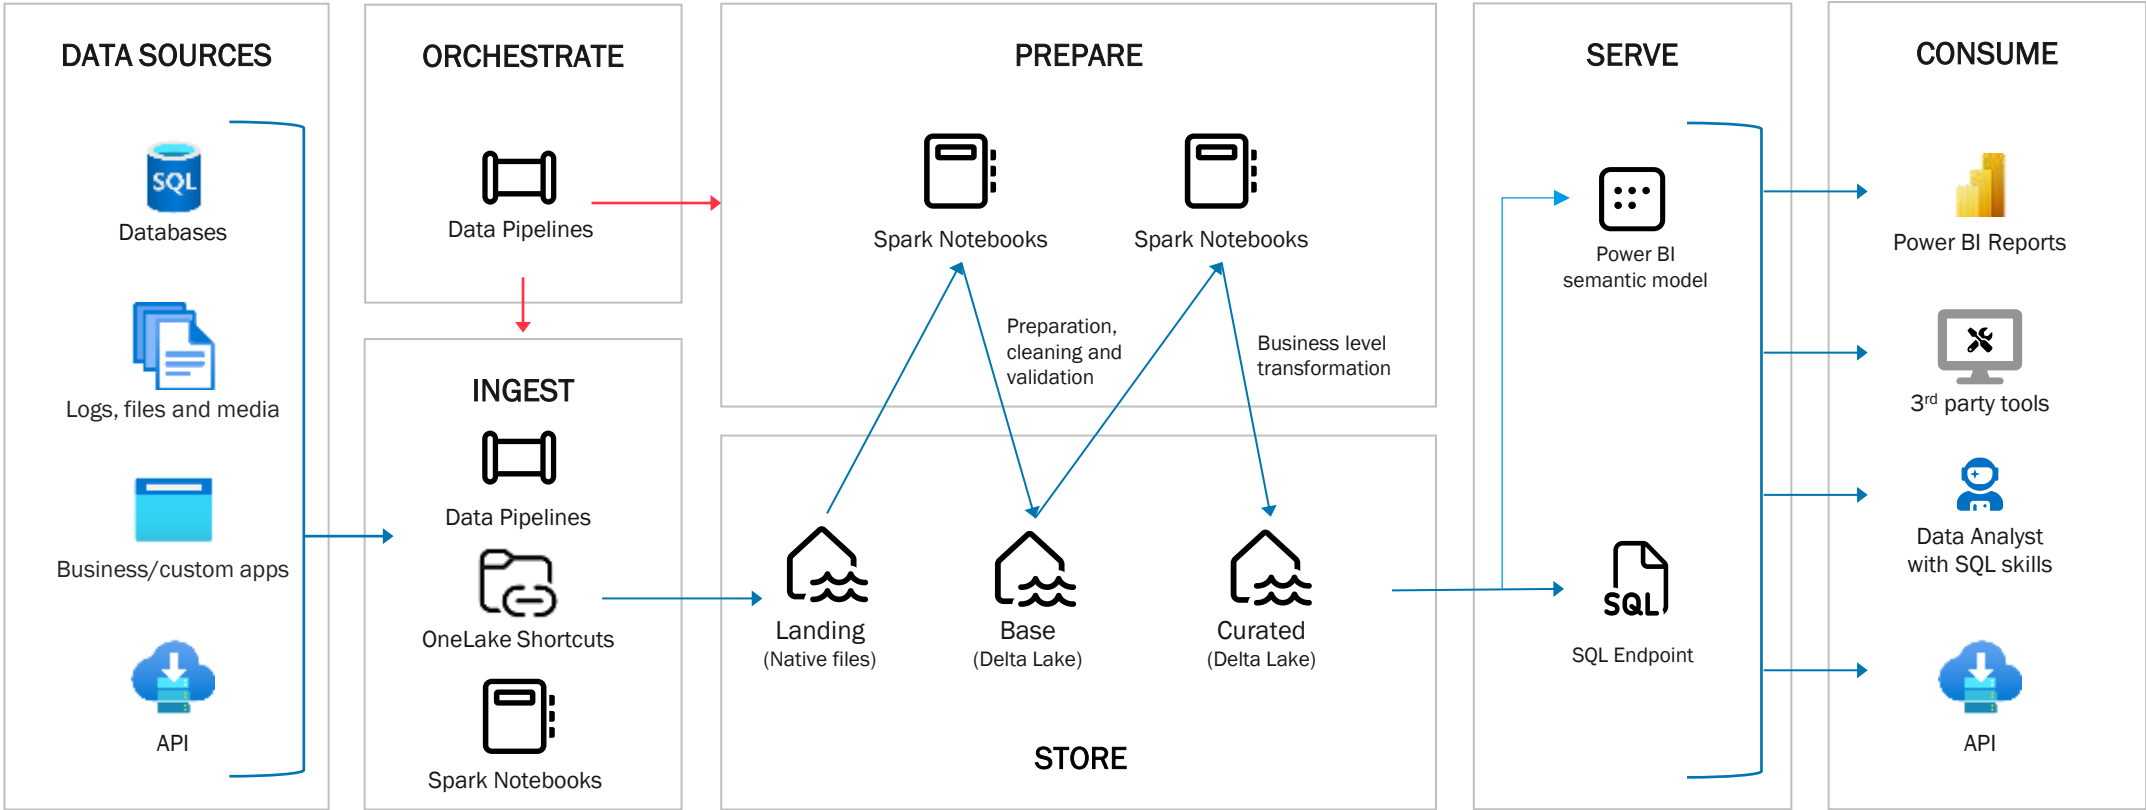 DATA SOURCES
SQL
Databases
Logs, files and media
Business/custom apps
API
ORCHESTRATE
Data Pipelines
INGEST
Data Pipelines
OneLake Shortcuts
Spark Notebooks
PREPARE
Spark Notebooks
Spark Notebooks
Preparation,
cleaning and
validation
Business level
transformation
Landing
(Native files)
Base
(Delta Lake)
Curated
(Delta Lake)
STORE
SERVE
Power BI
semantic model
SQL
SQL Endpoint
CONSUME
Power BI Reports
3rd party tools
Data Analyst
with SQL skills
API